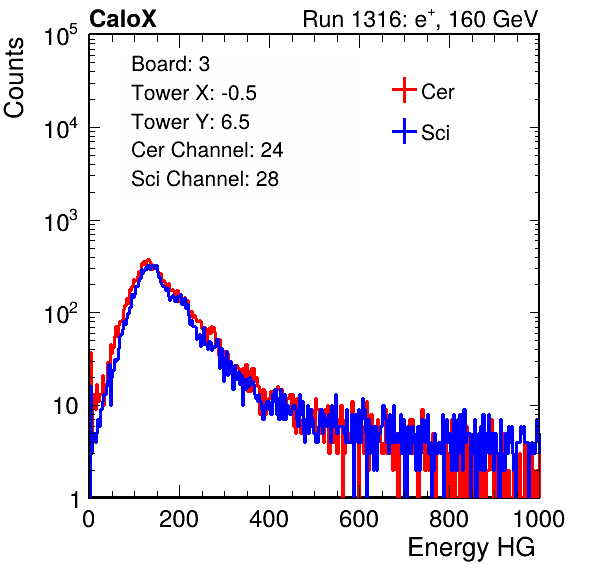 CaloX Run 1316: e⁺, 160 GeV
Counts
10⁵
10⁴
10³
10²
10
1
Board: 3
Tower X: -0.5
Tower Y: 6.5
Cer Channel: 24
Sci Channel: 28
Cer
Sci
0 200 400 600 800 1000
Energy HG